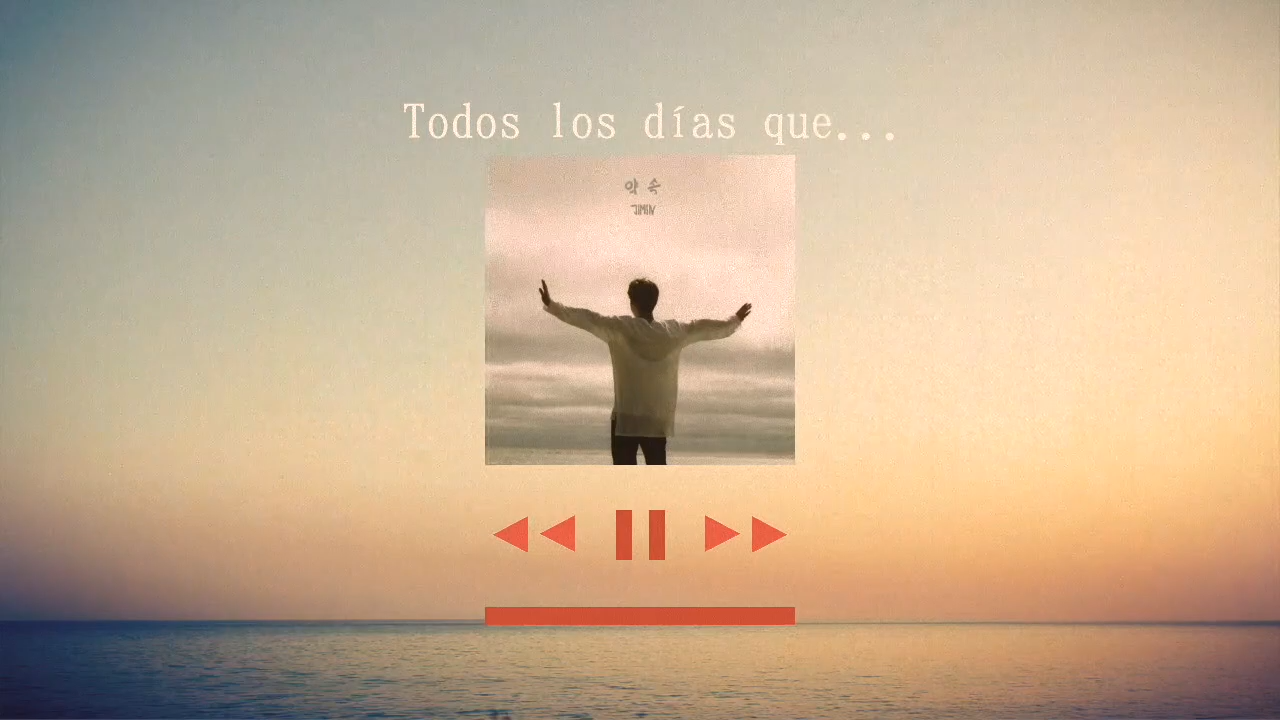 Todos los días que...
약 속
JIMIN